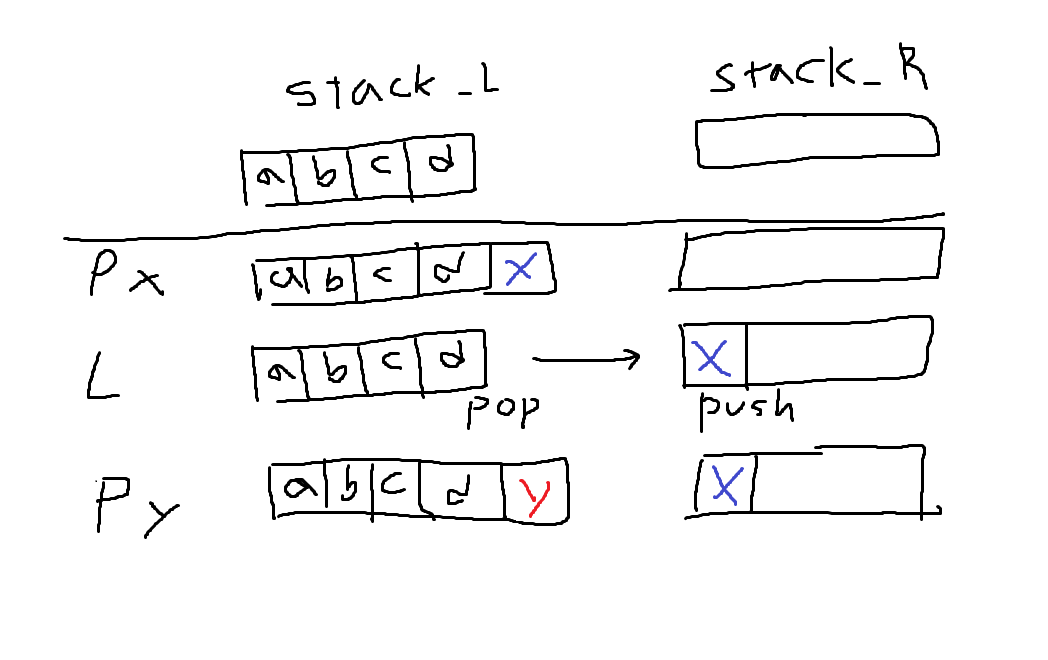 stack_L stack_R
a b c d
P x a b c d x
L a b c d x
pop push
P y a b c d y x